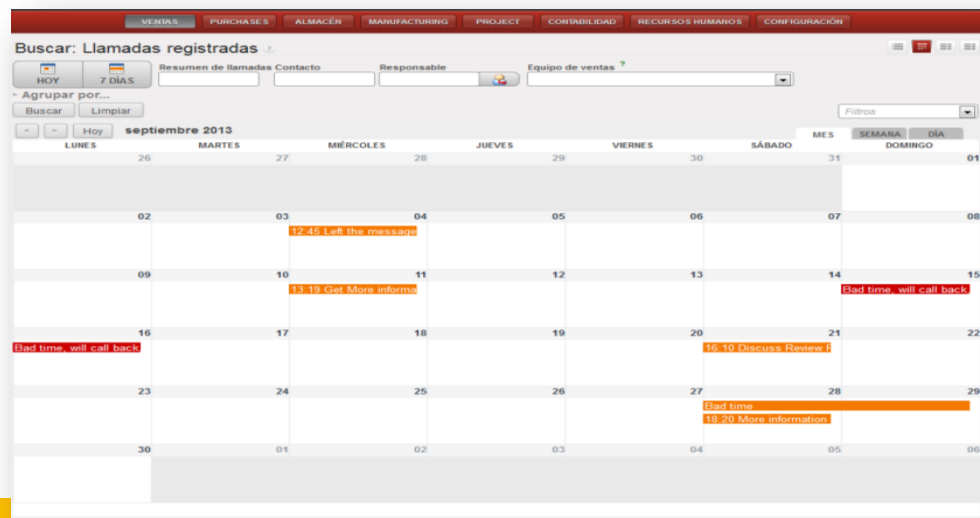 VENTAS PURCHASES ALMACÉN MANUFACTURING PROJECT CONTABILIDAD RECURSOS HUMANOS CONFIGURACIÓN
Buscar: Llamadas registradas ?
HOY 7 DÍAS Resumen de llamadas Contacto Responsable Equipo de ventas ?
Agrupar por...
Buscar Limpiar Filtros
Hoy septiembre 2013 MES SEMANA DÍA
LUNES MARTES MIÉRCOLES JUEVES VIERNES SÁBADO DOMINGO
26 27 28 29 30 31 01
02 03 04 05 06 07 08
12:45 Left the message
09 10 11 12 13 14 15
13:19 Get More informa Bad time, will call back
16 17 18 19 20 21 22
Bad time, will call back 16:10 Discuss Review
23 24 25 26 27 28 29
Bad time
18:20 More information
30 01 02 03 04 05 06